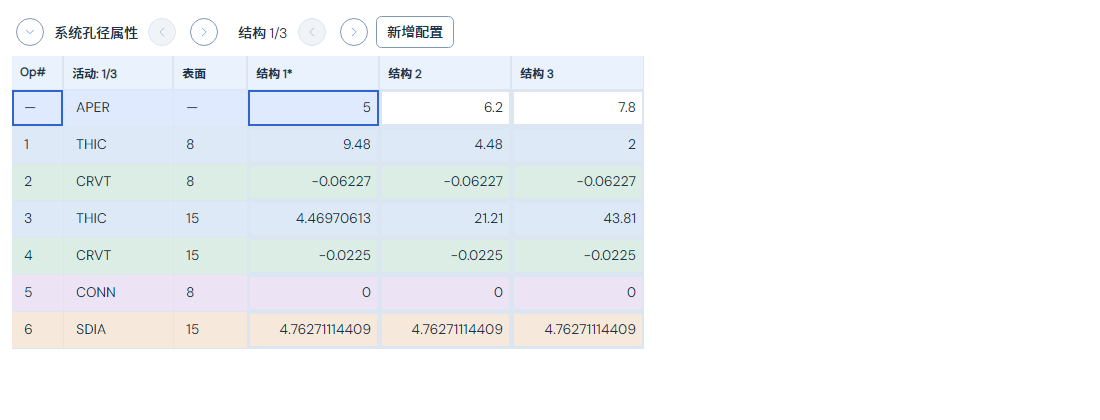 系统孔径属性 结构 1/3 新增配置
Op# 活动: 1/3 表面 结构 1* 结构 2 结构 3
— APER — 5 6.2 7.8
1 THIC 8 9.48 4.48 2
2 CRVT 8 −0.06227 −0.06227 −0.06227
3 THIC 15 4.46970613 21.21 43.81
4 CRVT 15 −0.0225 −0.0225 −0.0225
5 CONN 8 0 0 0
6 SDIA 15 4.76271114409 4.76271114409 4.76271114409